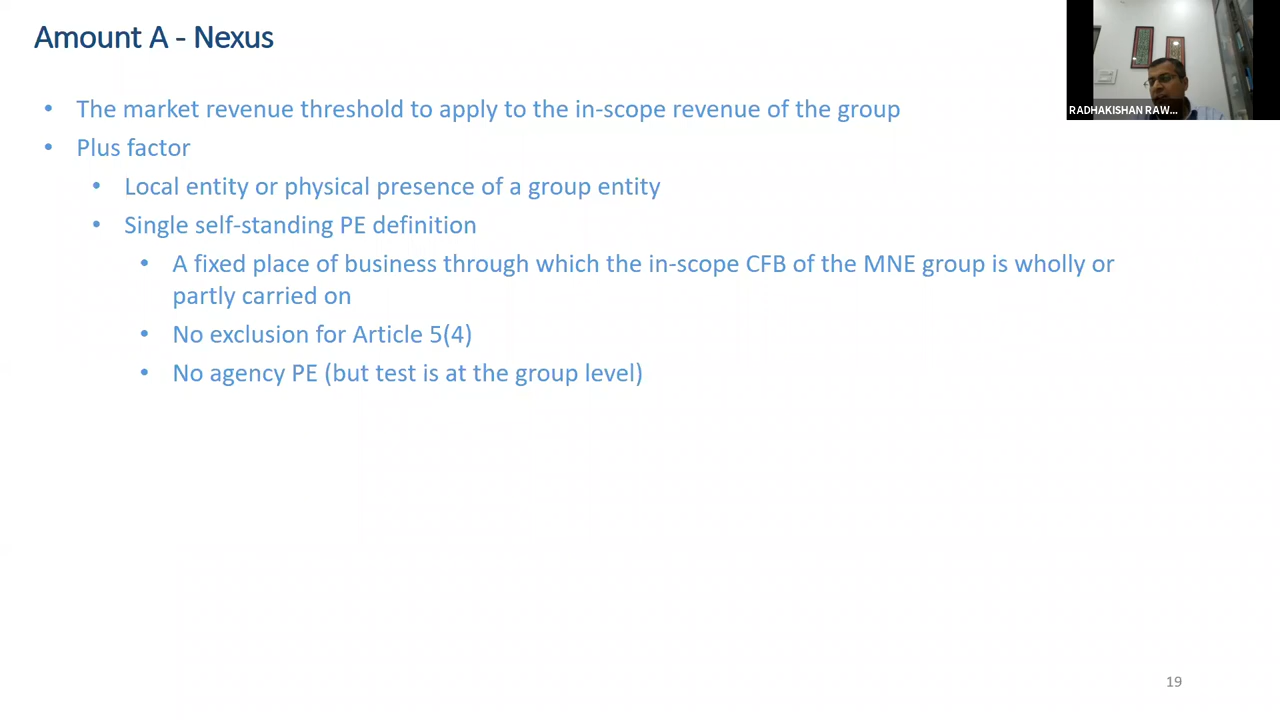 Amount A - Nexus
RADHAKISHAN RAW...
• The market revenue threshold to apply to the in-scope revenue of the group
• Plus factor
• Local entity or physical presence of a group entity
• Single self-standing PE definition
• A fixed place of business through which the in-scope CFB of the MNE group is wholly or
partly carried on
• No exclusion for Article 5(4)
• No agency PE (but test is at the group level)
19